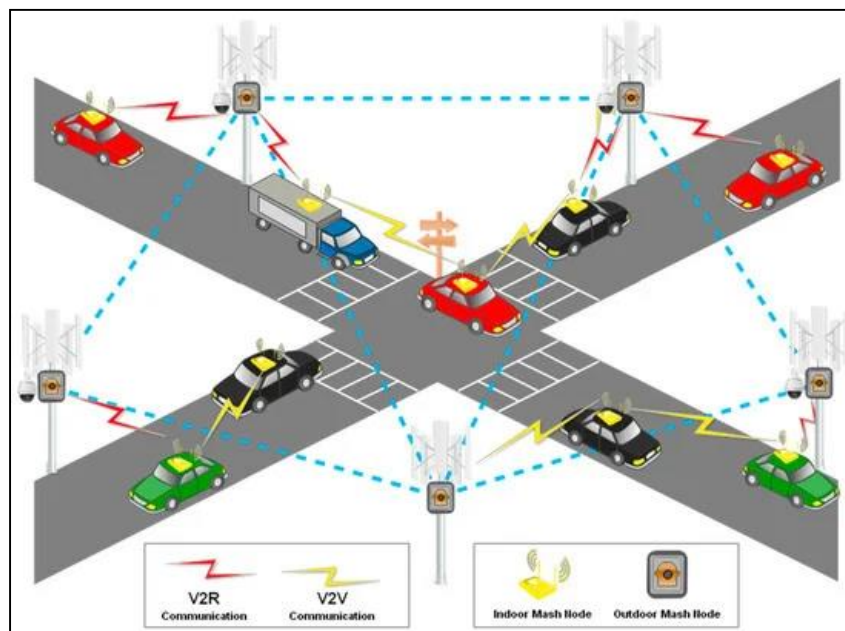 V2R
Communication
V2V
Communication
Indoor Mash Node
Outdoor Mash Node